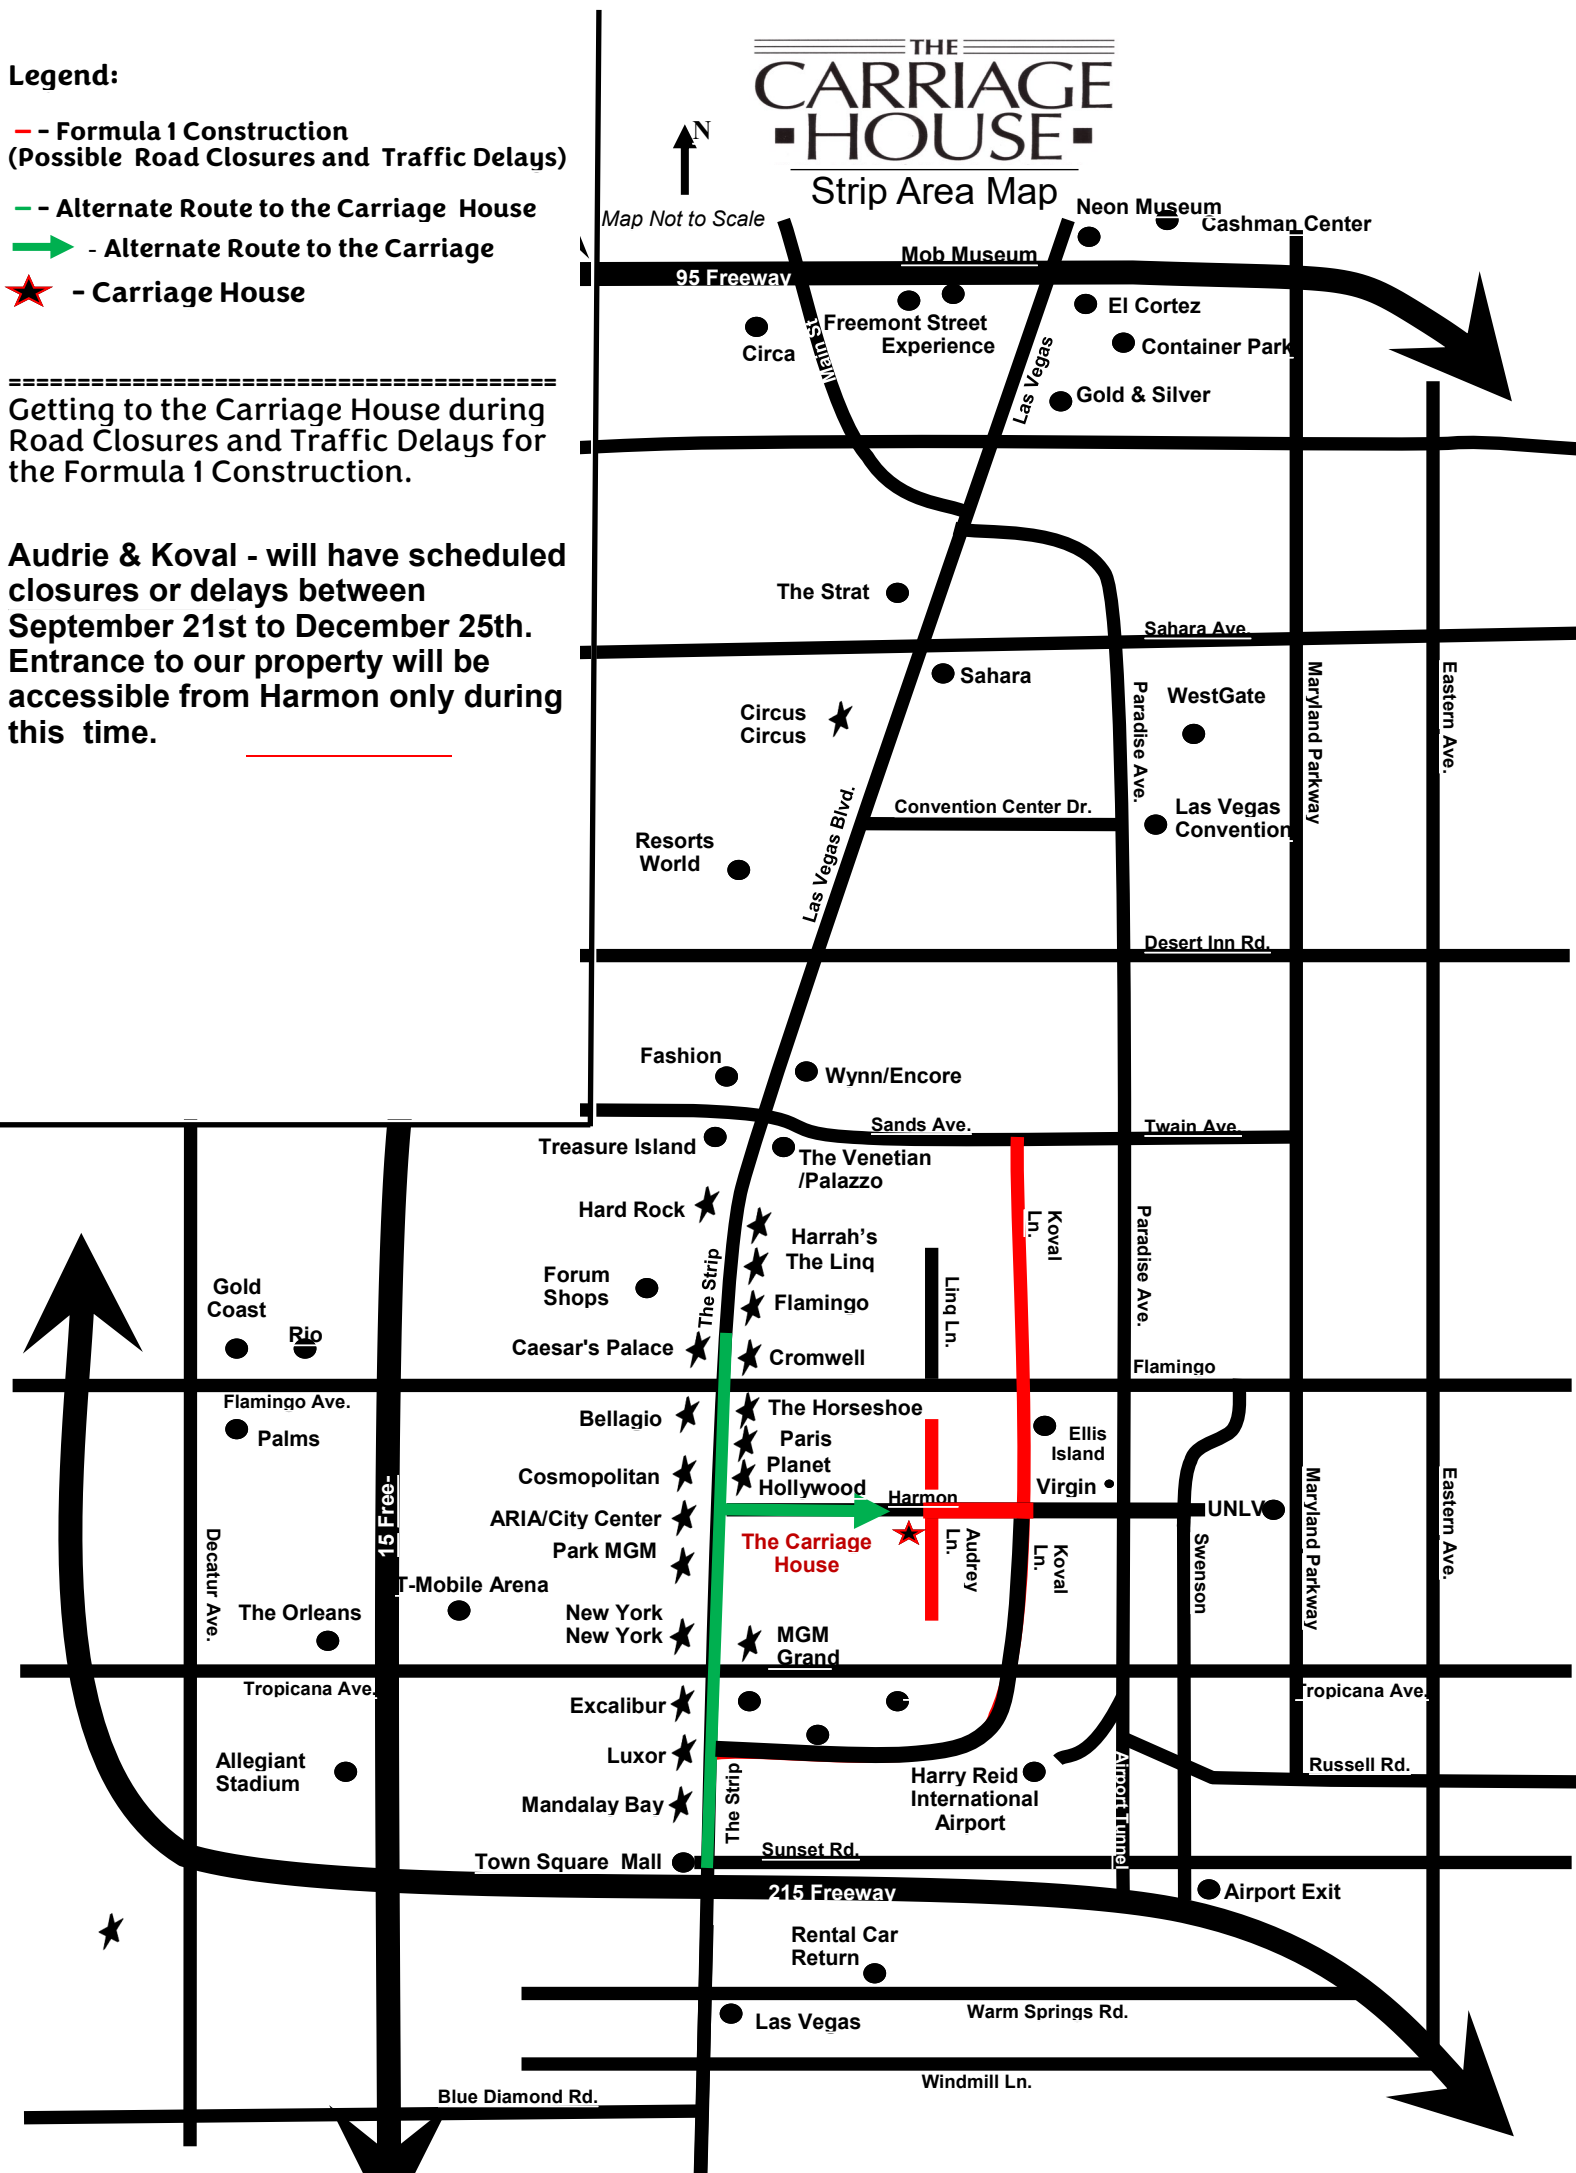 Legend:
- - Formula 1 Construction
(Possible Road Closures and Traffic Delays)
- - Alternate Route to the Carriage House
- Alternate Route to the Carriage
- Carriage House
========================================
Getting to the Carriage House during
Road Closures and Traffic Delays for
the Formula 1 Construction.
Audrie & Koval - will have scheduled
closures or delays between
September 21st to December 25th.
Entrance to our property will be
accessible from Harmon only during
this time.
THE
CARRIAGE
HOUSE
Strip Area Map
N
Map Not to Scale
Neon Museum
Cashman Center
Mob Museum
95 Freeway
El Cortez
Freemont Street
Experience
Circa
Main St
Container Park
Las Vegas
Gold & Silver
The Strat
Sahara Ave.
Sahara
Circus
Circus
WestGate
Paradise Ave.
Maryland Parkway
Eastern Ave.
Las Vegas Blvd.
Convention Center Dr.
Las Vegas
Convention
Resorts
World
Desert Inn Rd.
Fashion
Wynn/Encore
Sands Ave.
Twain Ave.
Treasure Island
The Venetian
/Palazzo
Hard Rock
Harrah's
The Linq
Koval
Ln.
Paradise Ave.
The Strip
Forum
Shops
Flamingo
Linq Ln.
Gold
Coast
Rio
Caesar's Palace
Cromwell
Flamingo
Flamingo Ave.
Palms
Bellagio
The Horseshoe
Paris
Ellis
Island
Cosmopolitan
Planet
Hollywood
Virgin
Harmon
UNLV
15 Free-
Maryland Parkway
Eastern Ave.
ARIA/City Center
The Carriage
House
Audrey
Ln.
Koval
Ln.
Swenson
Park MGM
Decatur Ave.
T-Mobile Arena
The Orleans
New York
New York
MGM
Grand
Tropicana Ave.
Tropicana Ave.
Excalibur
Allegiant
Stadium
Luxor
Harry Reid
International
Airport
Airport Tunnel
Russell Rd.
Mandalay Bay
The Strip
Town Square Mall
Sunset Rd.
215 Freeway
Airport Exit
Rental Car
Return
Las Vegas
Warm Springs Rd.
Windmill Ln.
Blue Diamond Rd.